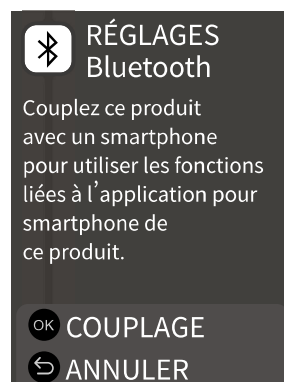 RÉGLAGES
Bluetooth
Couplez ce produit
avec un smartphone
pour utiliser les fonctions
liées à l'application pour
smartphone de
ce produit.
OK COUPLAGE
ANNULER